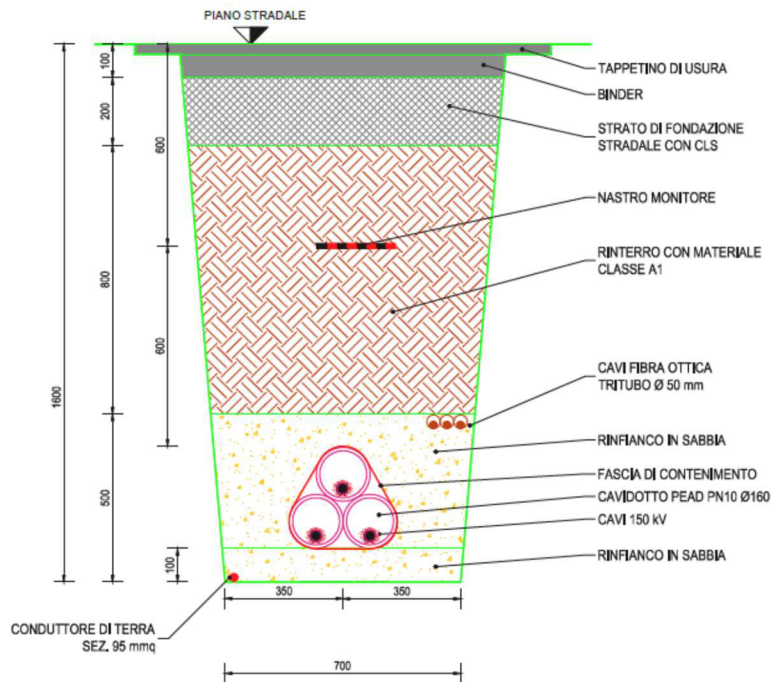 PIANO STRADALE
100
200
800
500
1600
600
600
100
TAPPETINO DI USURA
BINDER
STRATO DI FONDAZIONE
STRADALE CON CLS
NASTRO MONITORE
RINTERRO CON MATERIALE
CLASSE A1
CAVI FIBRA OTTICA
TRITUBO Ø 50 mm
RINFIANCO IN SABBIA
FASCIA DI CONTENIMENTO
CAVIDOTTO PEAD PN10 Ø160
CAVI 150 kV
RINFIANCO IN SABBIA
350
350
CONDUTTORE DI TERRA
SEZ. 95 mmq
700